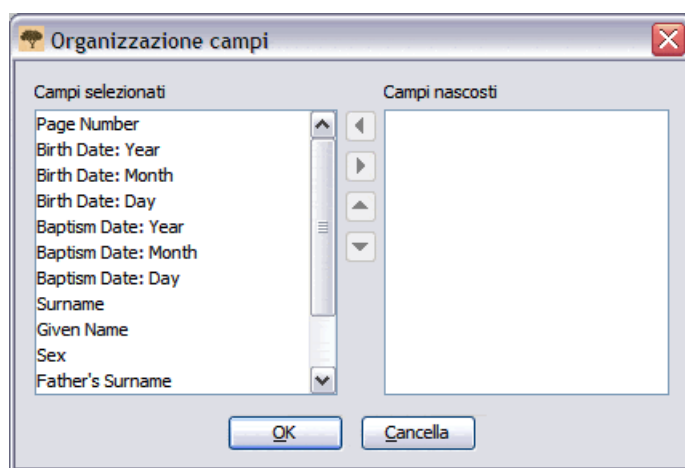 Organizzazione campi
Campi selezionati
Campi nascosti
Page Number
Birth Date: Year
Birth Date: Month
Birth Date: Day
Baptism Date: Year
Baptism Date: Month
Baptism Date: Day
Surname
Given Name
Sex
Father's Surname
OK
Cancella